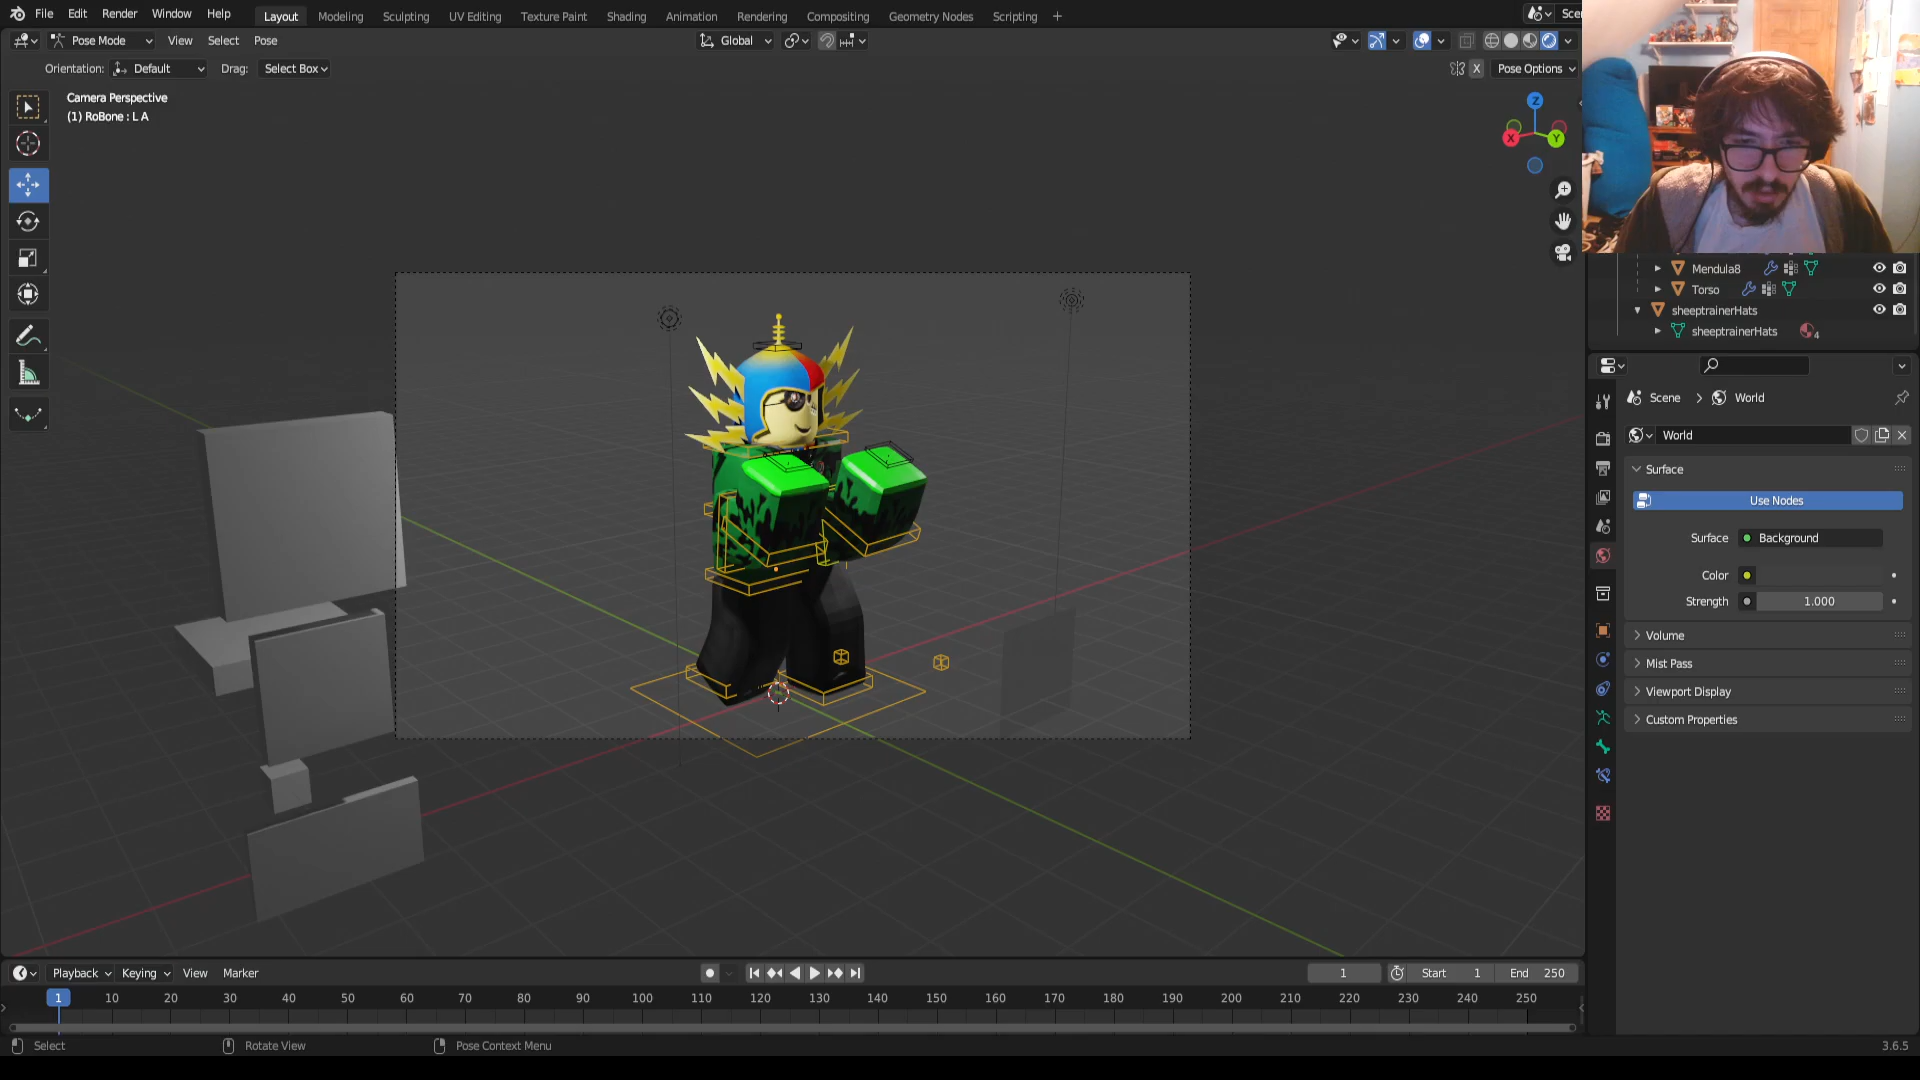 File Edit Render Window Help
Layout Modeling Sculpting UV Editing Texture Paint Shading Animation Rendering Compositing Geometry Nodes Scripting +
Pose Mode View Select Pose Global
Orientation: Default Drag: Select Box X Pose Options
Camera Perspective
(1) RoBone : L A
Z
X Y
Mendula8
Torso
sheeptrainerHats
sheeptrainerHats 4
Scene > World
World
Surface
Use Nodes
Surface Background
Color
Strength 1.000
Volume
Mist Pass
Viewport Display
Custom Properties
Playback Keying View Marker 1 Start 1 End 250
1 10 20 30 40 50 60 70 80 90 100 110 120 130 140 150 160 170 180 190 200 210 220 230 240 250
Select Rotate View Pose Context Menu 3.6.5